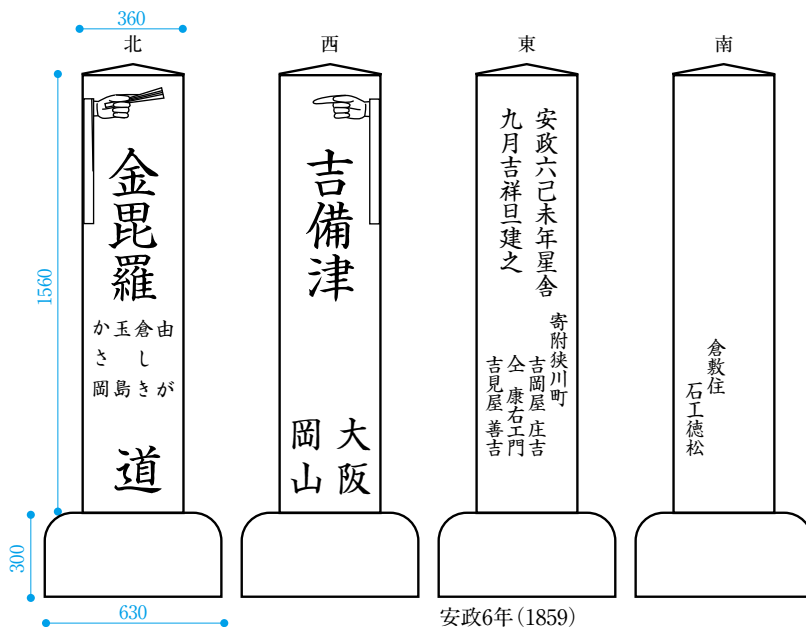 360
北
西
東
南
1560
300
630
金毘羅
由が
倉しき
玉島
かさ岡
道
吉備津
大阪
岡山
安政六己未年星舎
九月吉祥旦建之
寄附狭川町
吉岡屋 庄吉
仝 康右エ門
吉見屋 善吉
倉敷住
石工徳松
安政6年(1859)